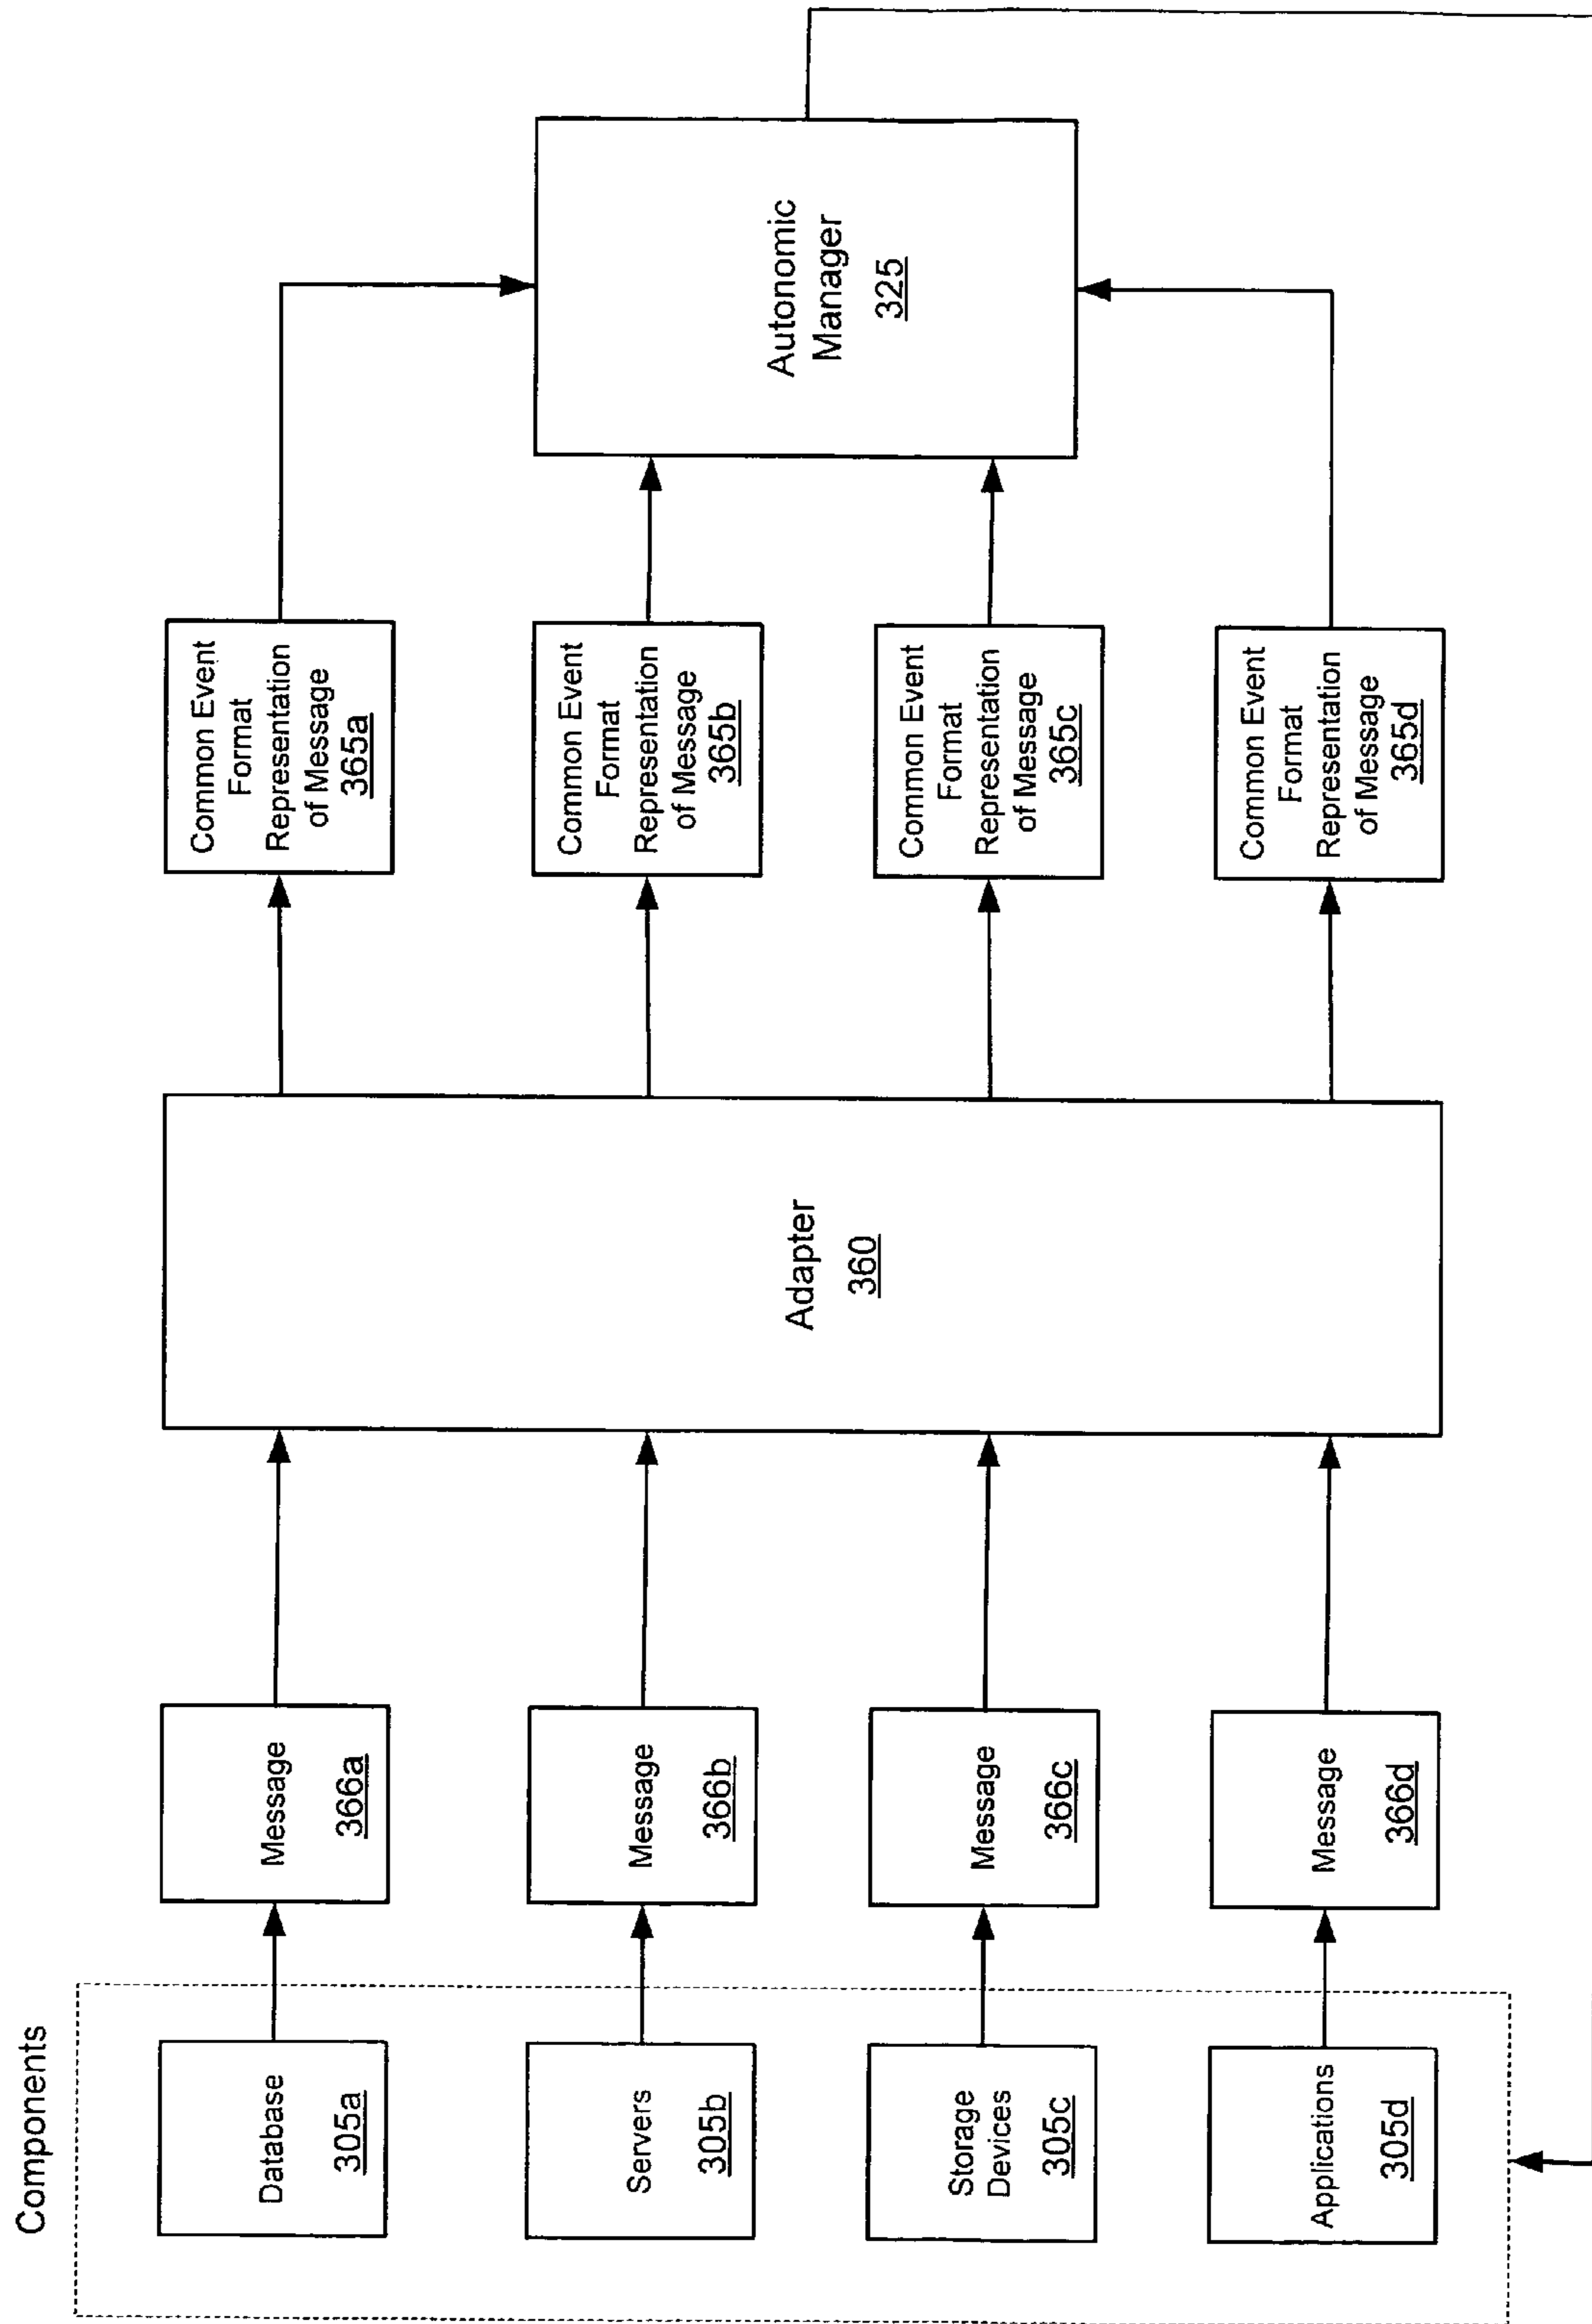 Components
Database
305a
Servers
305b
Storage
Devices
305c
Applications
305d
Message
366a
Message
366b
Message
366c
Message
366d
Adapter
360
Common Event
Format
Representation
of Message
365a
Common Event
Format
Representation
of Message
365b
Common Event
Format
Representation
of Message
365c
Common Event
Format
Representation
of Message
365d
Autonomic
Manager
325